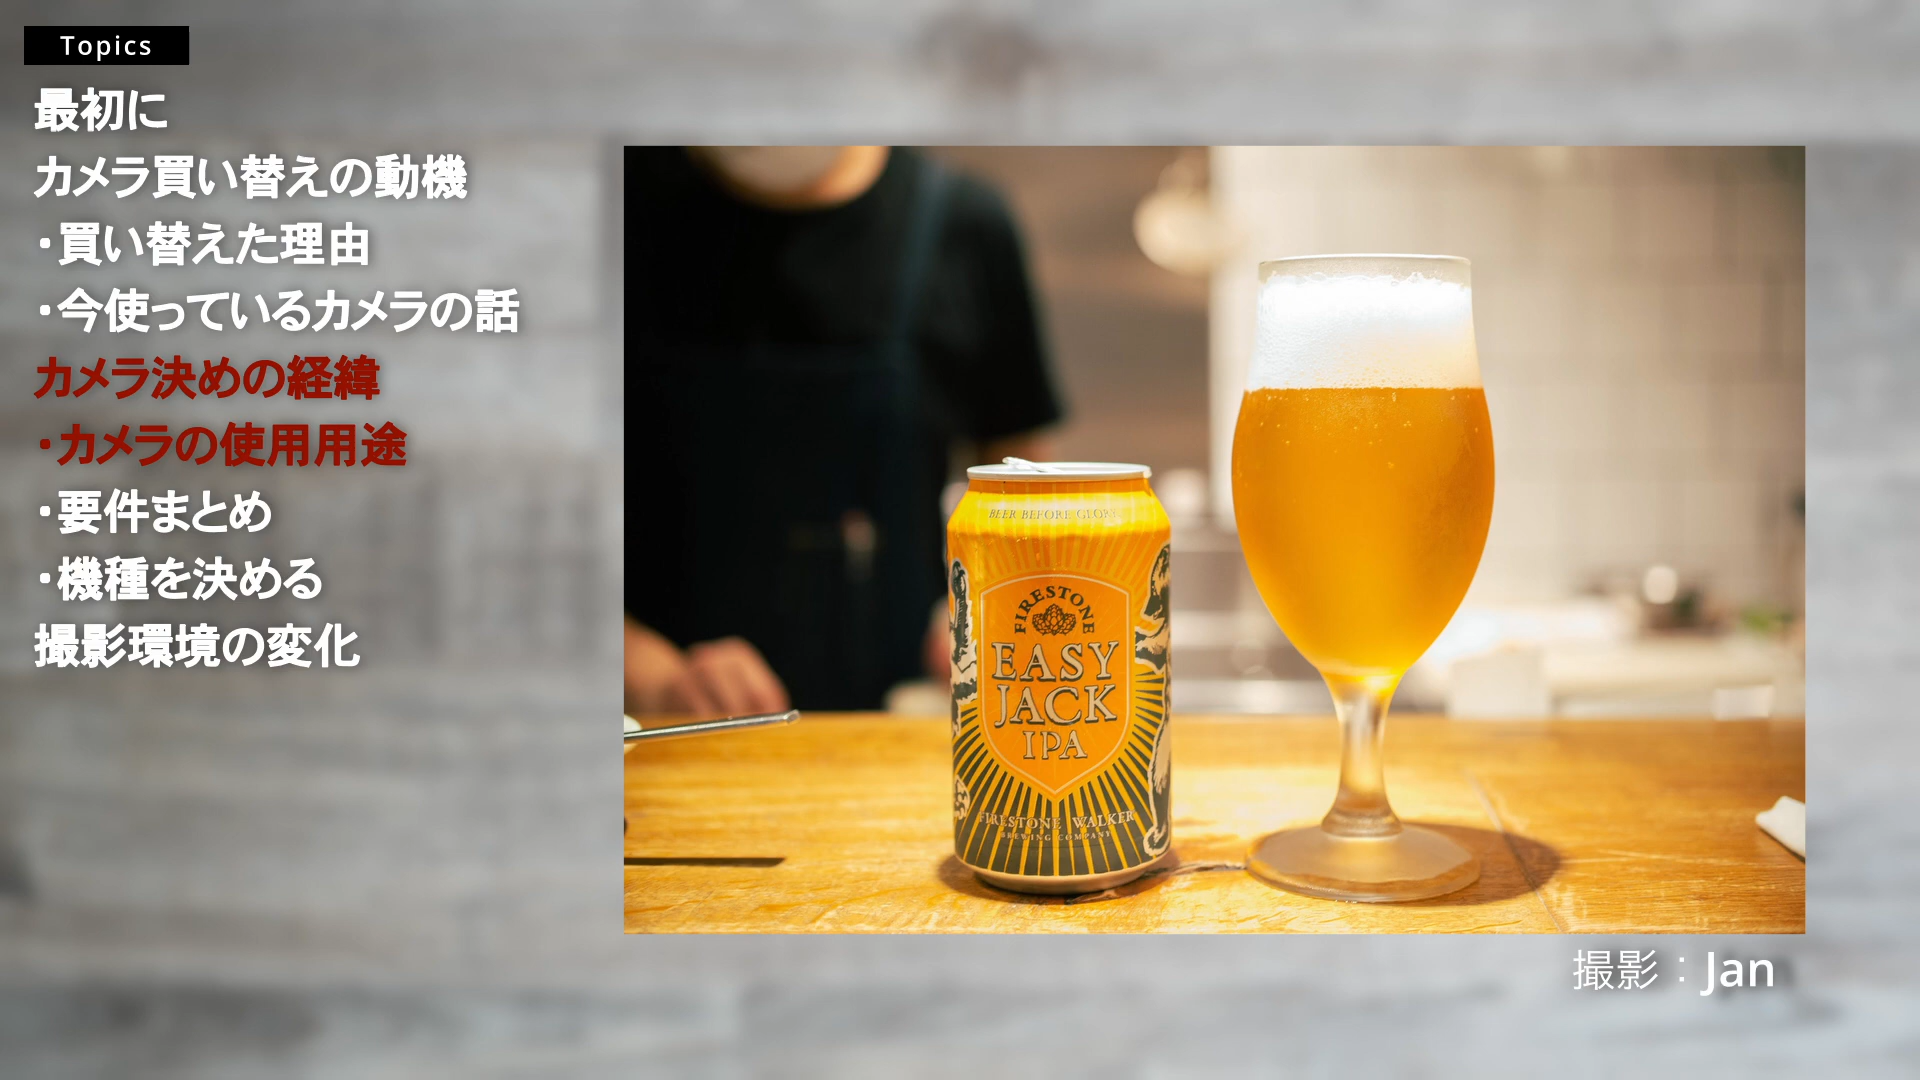 Topics
最初に
カメラ買い替えの動機
・買い替えた理由
・今使っているカメラの話
カメラ決めの経緯
・カメラの使用用途
・要件まとめ
・機種を決める
撮影環境の変化
BEER BEFORE GLORY
FIRESTONE
EASY
JACK
IPA
FIRESTONE WALKER
BREWING COMPANY
撮影：Jan